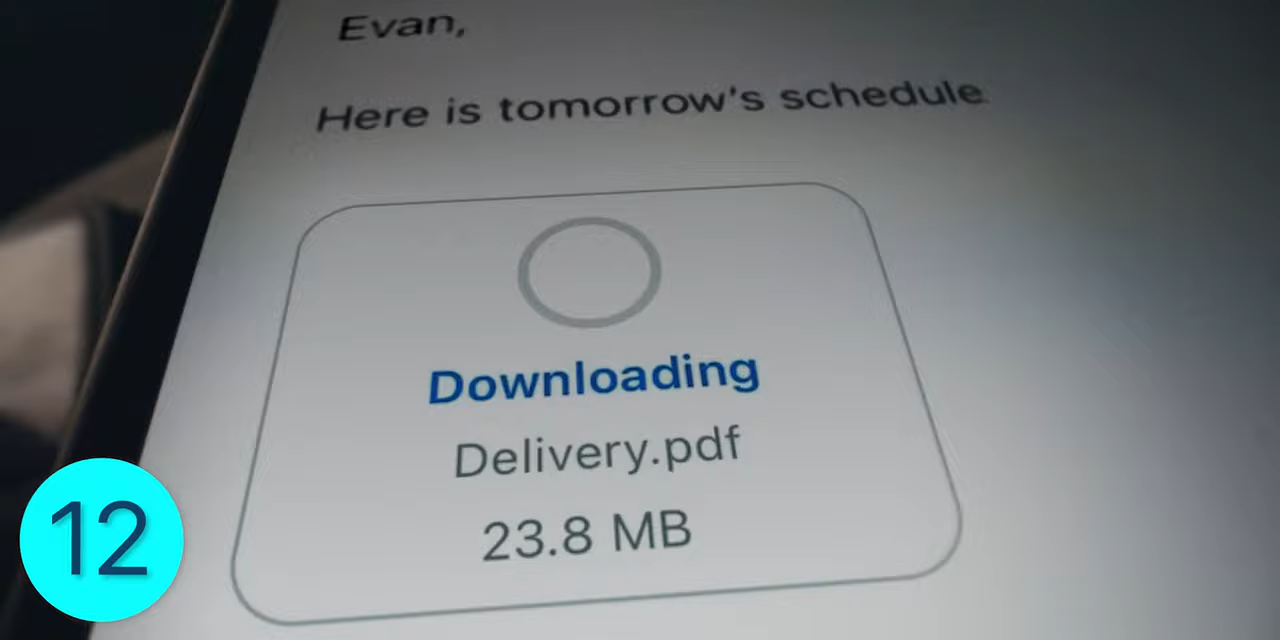 Evan,
Here is tomorrow's schedule
Downloading
Delivery.pdf
23.8 MB
12